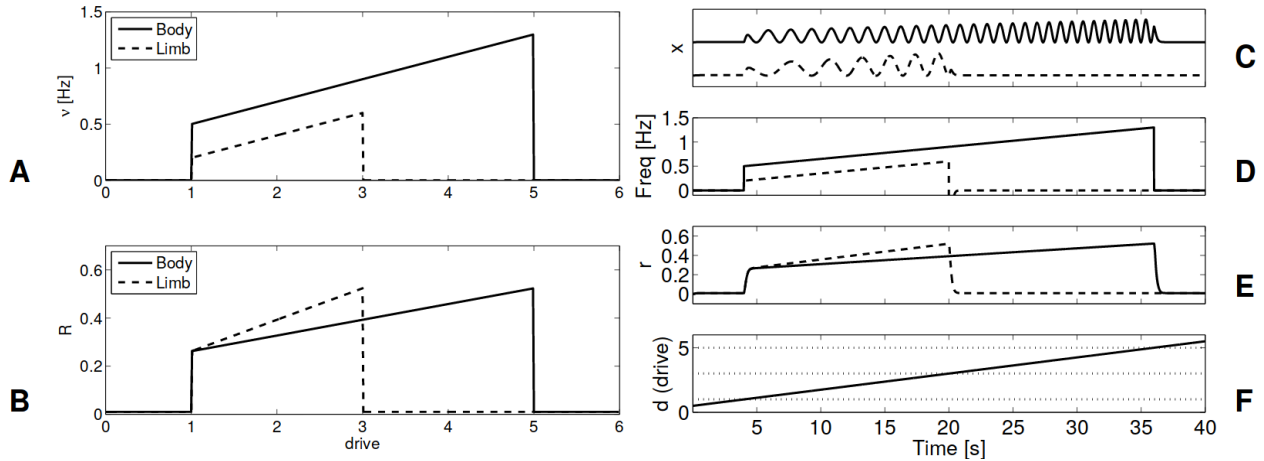 A
ν [Hz]
1.5
1
0.5
0
Body
Limb
0 1 2 3 4 5 6
B
R
0.6
0.4
0.2
0
Body
Limb
0 1 2 3 4 5 6
drive
x
C
Freq [Hz]
1.5
1
0.5
0
D
r
0.6
0.4
0.2
0
E
d (drive)
5
0
F
5 10 15 20 25 30 35 40
Time [s]